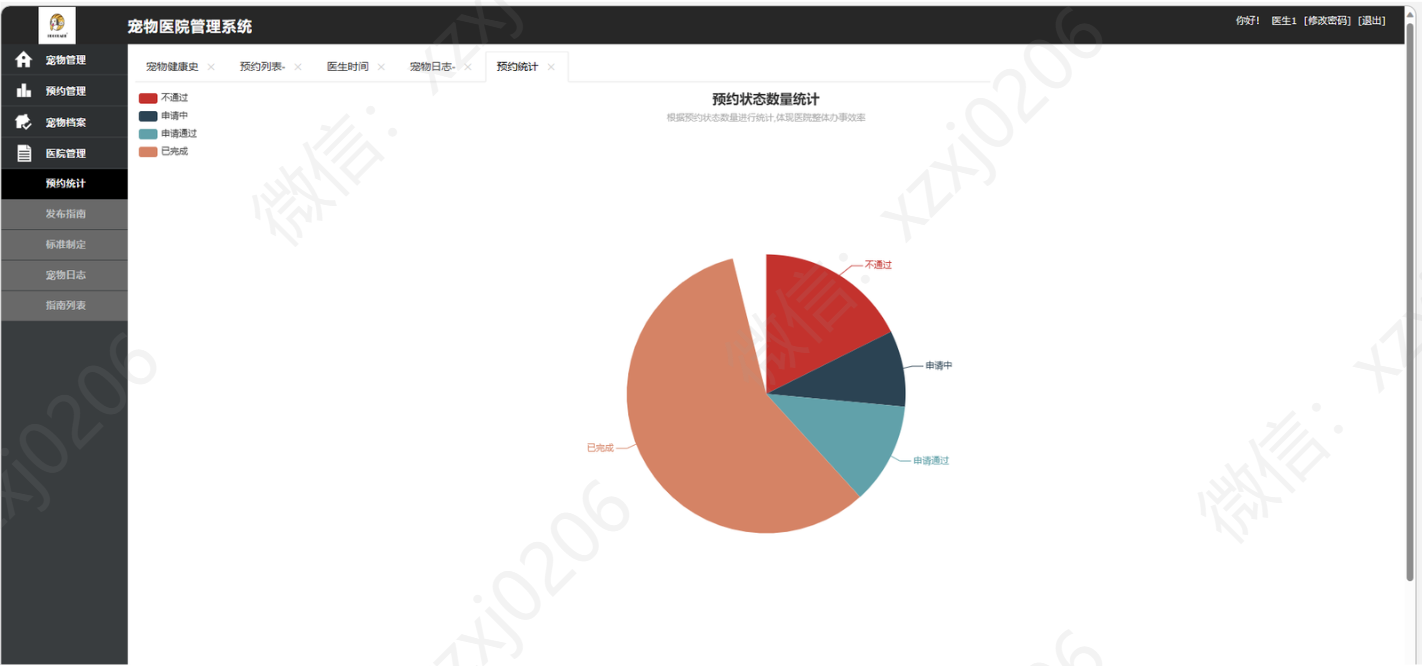 宠物医院管理系统
你好! 医生1 [修改密码] [退出]
宠物管理
预约管理
宠物档案
医院管理
预约统计
发布指南
标准制定
宠物日志
指南列表
宠物健康史 × 预约列表- × 医生时间 × 宠物日志- × 预约统计 ×
不通过
申请中
申请通过
已完成
预约状态数量统计
根据预约状态数量进行统计,体现医院整体办事效率
不通过
申请中
申请通过
已完成
微信：xzxj0206
微信：xzxj0206
微信：xz
xj0206